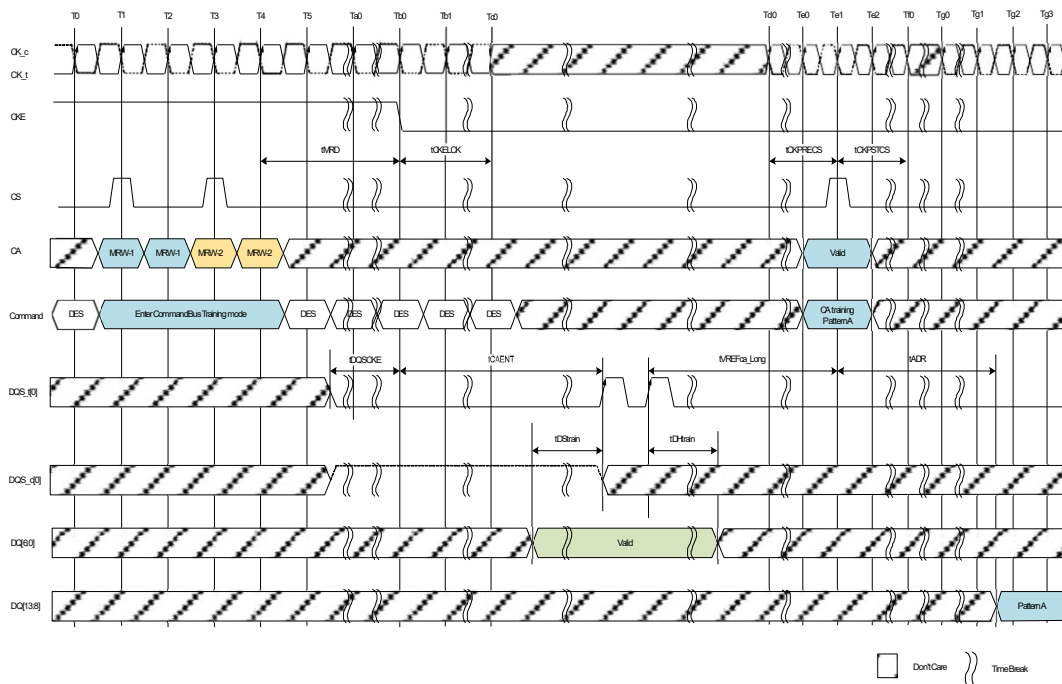 T0 T1 T2 T3 T4 T5 Ta0 Tb0 Tb1 Td0 Td0 Te0 Te1 Te2 Tf0 Tg0 Tg1 Tg2 Tg3
CK_c
CK_t
CKE
tMRD tCKELCK tCKPRECS tCKPSTCS
CS
CA MRW-1 MRW-1 MRW-2 MRW-2 Valid
Command DES Enter Command Bus Training mode DES DES DES DES DES CA training
Pattern A
tDQSCKE tCAENT tVREFca_Long tADR
DQS_t[0]
tDStrain tDHtrain
DQS_c[0]
DQ[6:0] Valid
DQ[13:8] Pattern A
Don't Care Time Break